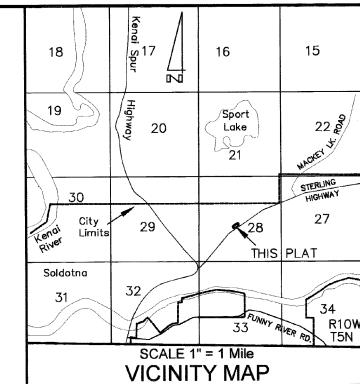 18
17
16
15
Kenai Spur
N
19
Highway
20
Sport
Lake
21
22
MACKEY LK. ROAD
30
STERLING
HIGHWAY
City
Limits
29
28
27
Kenai
River
THIS PLAT
Soldotna
31
32
33
FUNNY RIVER RD.
34
R10W
T5N
SCALE 1" = 1 Mile
VICINITY MAP